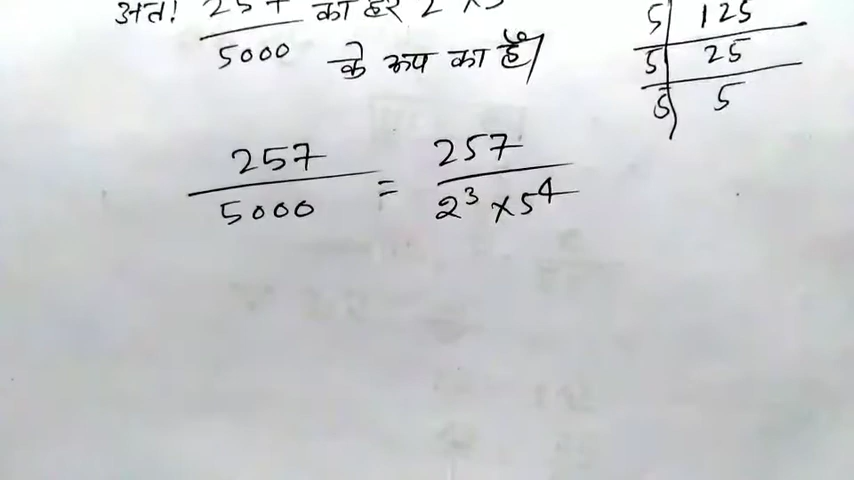 अतः 257 का हर 2 × 5
5000 के रूप का है।
5 | 125
5 | 25
5 | 5
257 = 257
5000 2³ × 5⁴